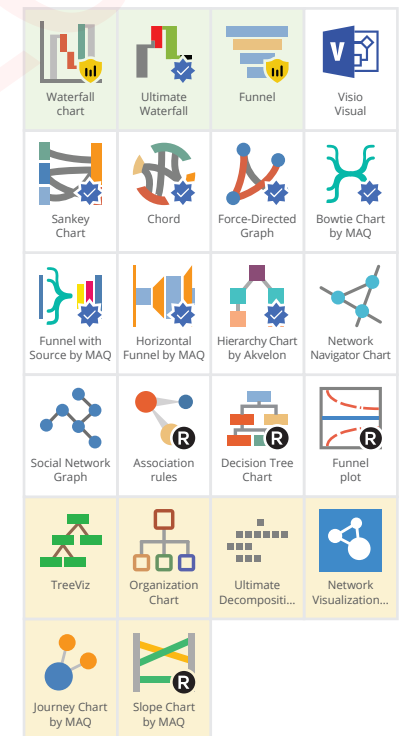 Waterfall
chart
Ultimate
Waterfall
Funnel
V
Visio
Visual
Sankey
Chart
Chord
Force-Directed
Graph
Bowtie Chart
by MAQ
Funnel with
Source by MAQ
Horizontal
Funnel by MAQ
Hierarchy Chart
by Akvelon
Network
Navigator Chart
Social Network
Graph
R
Association
rules
R
Decision Tree
Chart
R
Funnel
plot
TreeViz
Organization
Chart
Ultimate
Decompositi...
Network
Visualization...
Journey Chart
by MAQ
R
Slope Chart
by MAQ